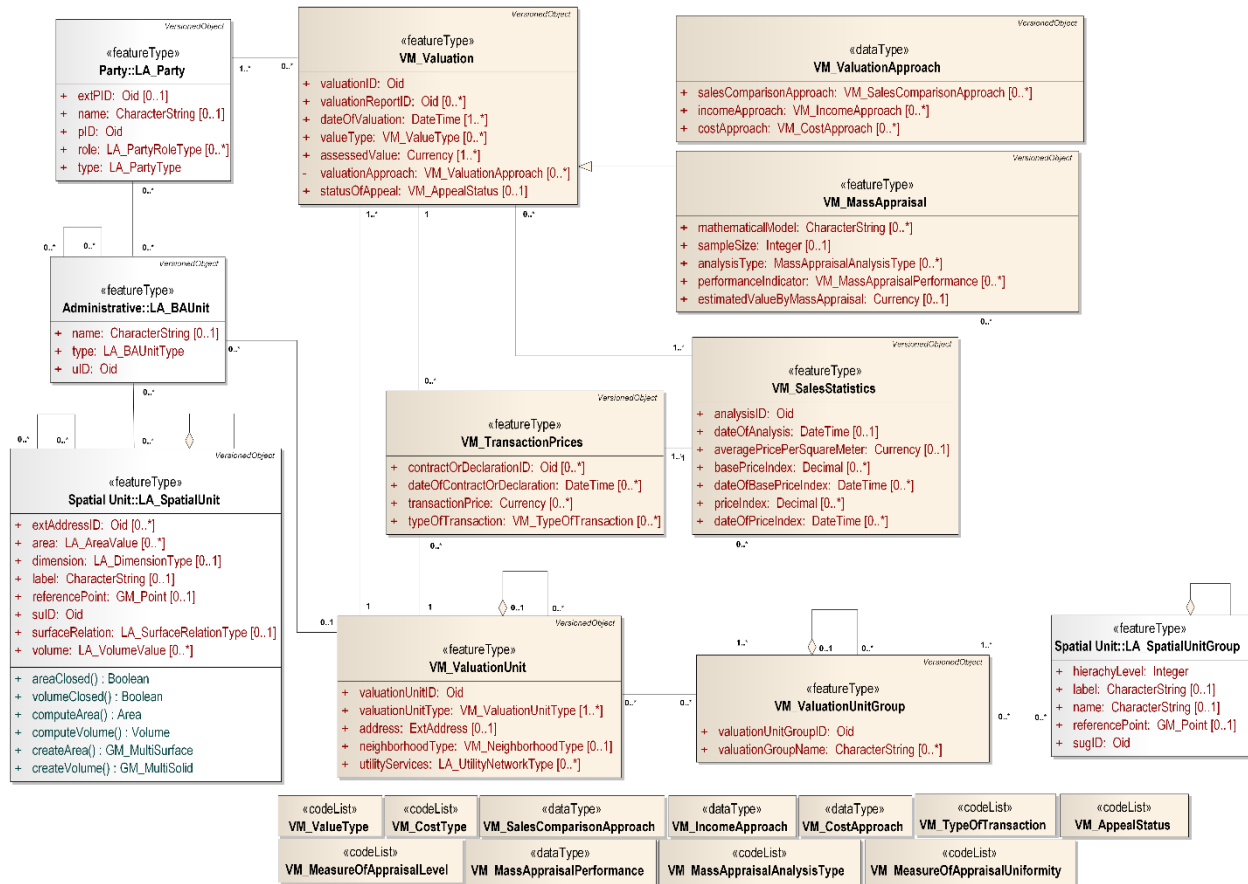 VersionedObject
«featureType»
Party::LA_Party
+ extPID: Oid [0..1]
+ name: CharacterString [0..1]
+ pID: Oid
+ role: LA_PartyRoleType [0..*]
+ type: LA_PartyType
1..*
0..*
0..*
0..*
VersionedObject
«featureType»
VM_Valuation
+ valuationID: Oid
+ valuationReportID: Oid [0..*]
+ dateOfValuation: DateTime [1..*]
+ valueType: VM_ValueType [0..*]
+ assessedValue: Currency [1..*]
- valuationApproach: VM_ValuationApproach [0..*]
+ statusOfAppeal: VM_AppealStatus [0..1]
1..*
1
0..*
VersionedObject
«dataType»
VM_ValuationApproach
+ salesComparisonApproach: VM_SalesComparisonApproach [0..*]
+ incomeApproach: VM_IncomeApproach [0..*]
+ costApproach: VM_CostApproach [0..*]
VersionedObject
«featureType»
VM_MassAppraisal
+ mathematicalModel: CharacterString [0..*]
+ sampleSize: Integer [0..1]
+ analysisType: MassAppraisalAnalysisType [0..*]
+ performanceIndicator: VM_MassAppraisalPerformance [0..*]
+ estimatedValueByMassAppraisal: Currency [0..1]
0..*
0..*
0..*
VersionedObject
«featureType»
Administrative::LA_BAUnit
+ name: CharacterString [0..1]
+ type: LA_BAUnitType
+ uID: Oid
0..*
0..*
0..*
0..*
0..*
VersionedObject
«featureType»
Spatial Unit::LA_SpatialUnit
+ extAddressID: Oid [0..*]
+ area: LA_AreaValue [0..*]
+ dimension: LA_DimensionType [0..1]
+ label: CharacterString [0..1]
+ referencePoint: GM_Point [0..1]
+ suID: Oid
+ surfaceRelation: LA_SurfaceRelationType [0..1]
+ volume: LA_VolumeValue [0..*]
+ areaClosed() : Boolean
+ volumeClosed() : Boolean
+ computeArea() : Area
+ computeVolume() : Volume
+ createArea() : GM_MultiSurface
+ createVolume() : GM_MultiSolid
0..*
VersionedObject
«featureType»
VM_TransactionPrices
+ contractOrDeclarationID: Oid [0..*]
+ dateOfContractOrDeclaration: DateTime [0..*]
+ transactionPrice: Currency [0..*]
+ typeOfTransaction: VM_TypeOfTransaction [0..*]
0..*
1..*
1..1
VersionedObject
«featureType»
VM_SalesStatistics
+ analysisID: Oid
+ dateOfAnalysis: DateTime [0..1]
+ averagePricePerSquareMeter: Currency [0..1]
+ basePriceIndex: Decimal [0..*]
+ dateOfBasePriceIndex: DateTime [0..*]
+ priceIndex: Decimal [0..*]
+ dateOfPriceIndex: DateTime [0..*]
0..*
0..1
1
1
0..1
0..*
VersionedObject
«featureType»
VM_ValuationUnit
+ valuationUnitID: Oid
+ valuationUnitType: VM_ValuationUnitType [1..*]
+ address: ExtAddress [0..1]
+ neighborhoodType: VM_NeighborhoodType [0..1]
+ utilityServices: LA_UtilityNetworkType [0..*]
0..*
0..*
1..*
0..1
0..*
1..*
VersionedObject
«featureType»
VM_ValuationUnitGroup
+ valuationUnitGroupID: Oid
+ valuationGroupName: CharacterString [0..*]
0..*
0..*
VersionedObject
«featureType»
Spatial Unit::LA_SpatialUnitGroup
+ hierachyLevel: Integer
+ label: CharacterString [0..1]
+ name: CharacterString [0..1]
+ referencePoint: GM_Point [0..1]
+ sugID: Oid
«codeList»
VM_ValueType
«codeList»
VM_CostType
«dataType»
VM_SalesComparisonApproach
«dataType»
VM_IncomeApproach
«dataType»
VM_CostApproach
«codeList»
VM_TypeOfTransaction
«codeList»
VM_AppealStatus
«codeList»
VM_MeasureOfAppraisalLevel
«dataType»
VM_MassAppraisalPerformance
«codeList»
VM_MassAppraisalAnalysisType
«codeList»
VM_MeasureOfAppraisalUniformity